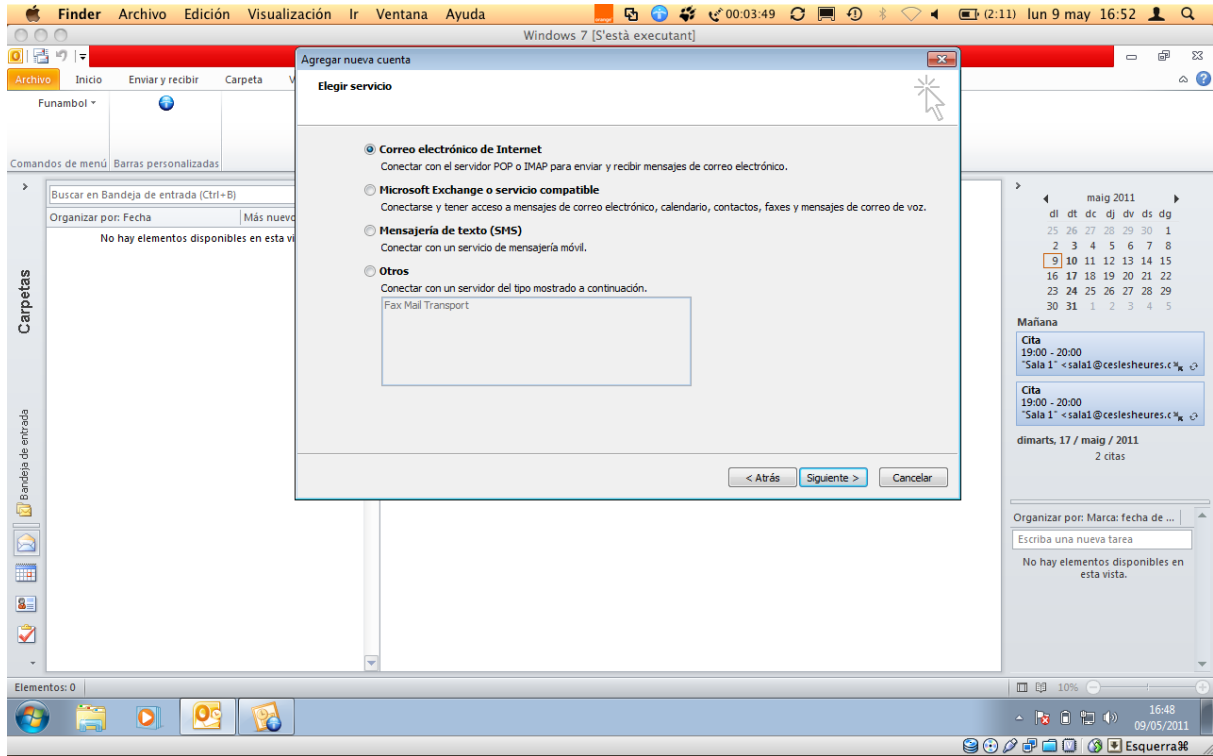 Finder Archivo Edición Visualización Ir Ventana Ayuda 00:03:49 (2:11) lun 9 may 16:52
Windows 7 [S'està executant]
Archivo Inicio Enviar y recibir Carpeta V
Funambol
Comandos de menú Barras personalizadas
Agregar nueva cuenta
Elegir servicio
Correo electrónico de Internet
Conectar con el servidor POP o IMAP para enviar y recibir mensajes de correo electrónico.
Microsoft Exchange o servicio compatible
Conectarse y tener acceso a mensajes de correo electrónico, calendario, contactos, faxes y mensajes de correo de voz.
Mensajería de texto (SMS)
Conectar con un servicio de mensajería móvil.
Otros
Conectar con un servidor del tipo mostrado a continuación.
Fax Mail Transport
< Atrás Siguiente > Cancelar
Buscar en Bandeja de entrada (Ctrl+B)
Organizar por: Fecha Más nuevo
No hay elementos disponibles en esta vi
Carpetas
Bandeja de entrada
maig 2011
dl dt dc dj dv ds dg
25 26 27 28 29 30 1
2 3 4 5 6 7 8
9 10 11 12 13 14 15
16 17 18 19 20 21 22
23 24 25 26 27 28 29
30 31 1 2 3 4 5
Mañana
Cita
19:00 - 20:00
"Sala 1" <sala1@ceslesheures.c
Cita
19:00 - 20:00
"Sala 1" <sala1@ceslesheures.c
dimarts, 17 / maig / 2011
2 citas
Organizar por: Marca: fecha de ...
Escriba una nueva tarea
No hay elementos disponibles en
esta vista.
Elementos: 0 10%
16:48
09/05/2011
Esquerra⌘